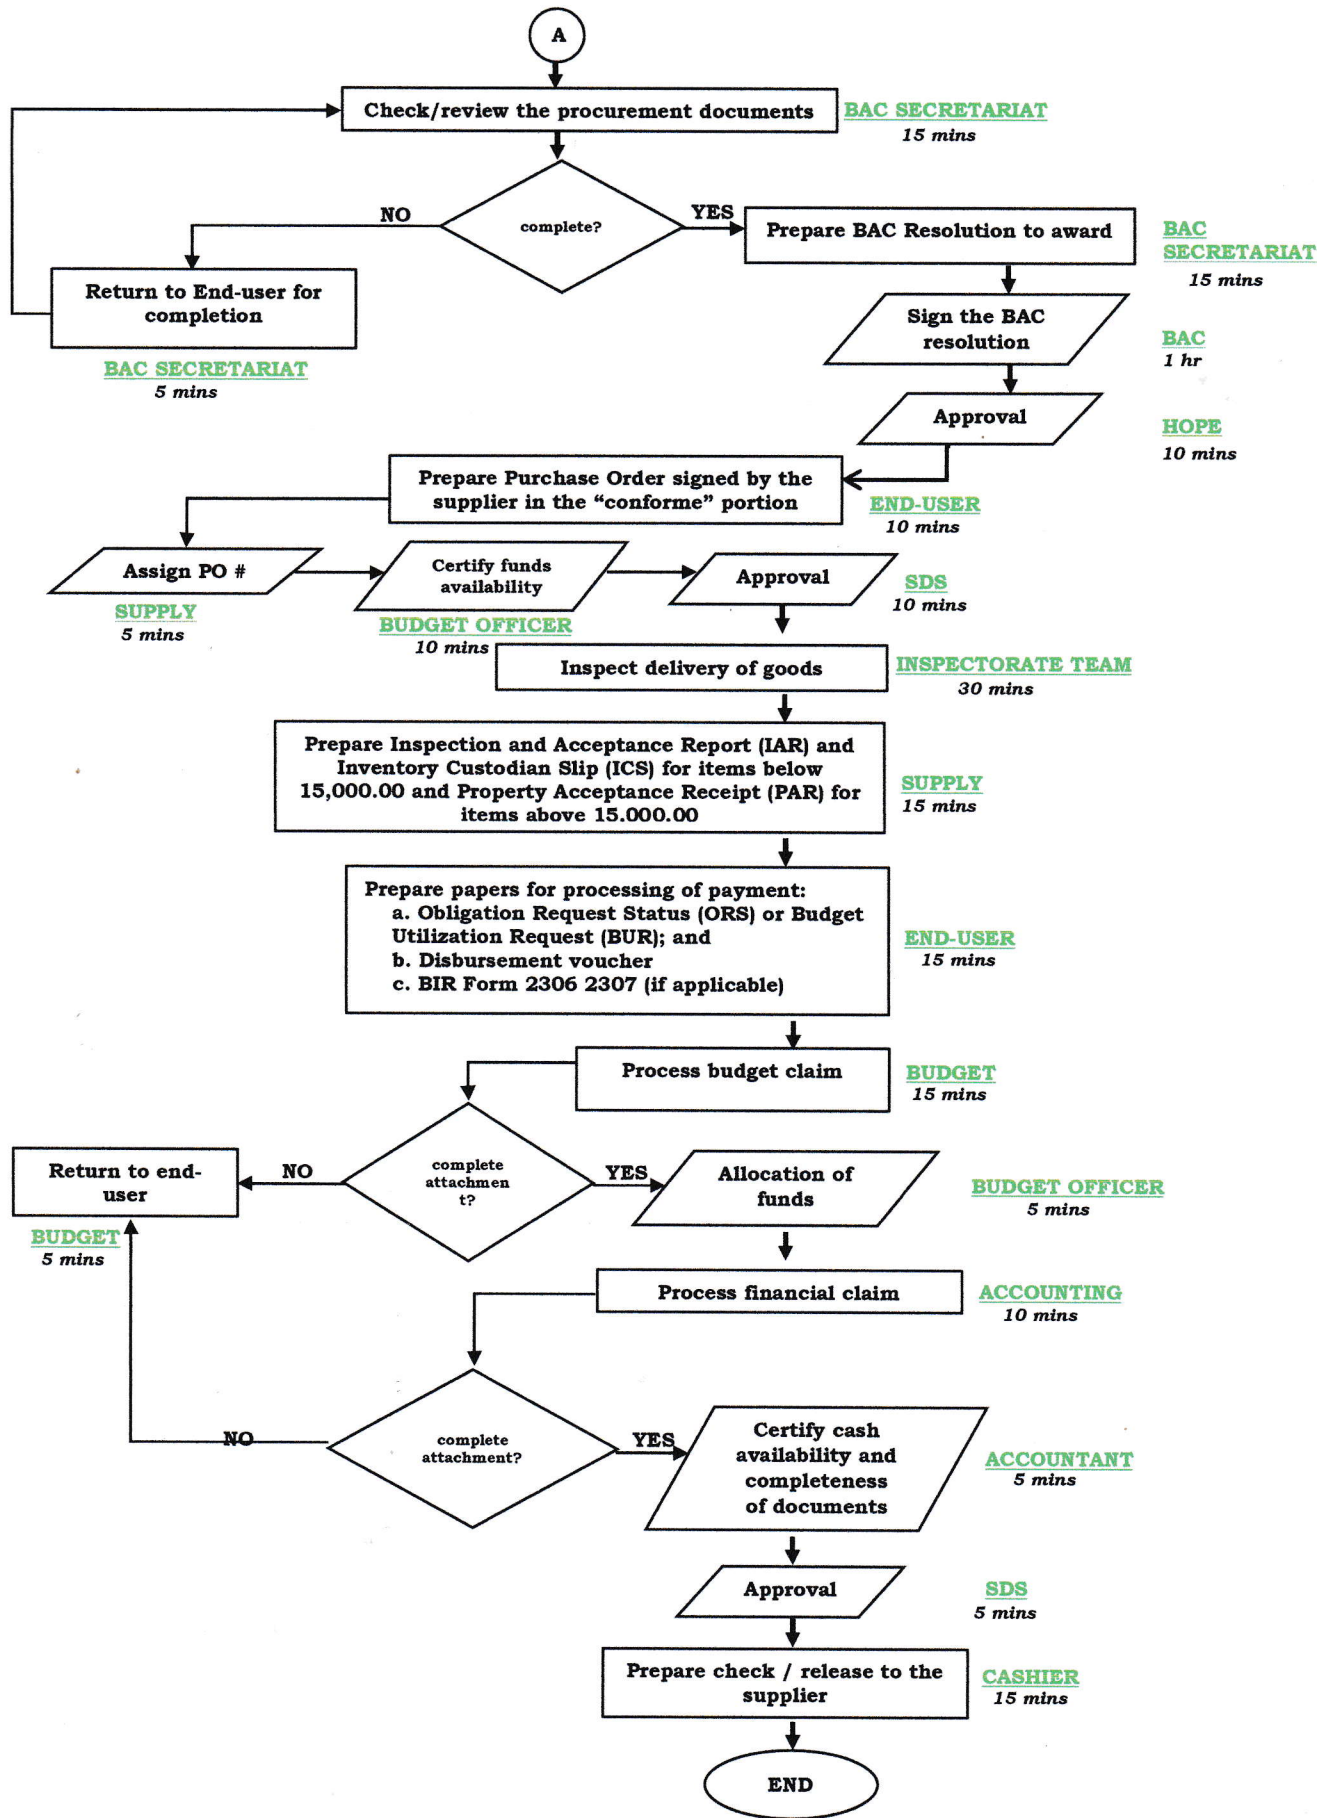 A
Check/review the procurement documents
BAC SECRETARIAT
15 mins
NO
complete?
YES
Prepare BAC Resolution to award
BAC
SECRETARIAT
15 mins
Return to End-user for
completion
BAC SECRETARIAT
5 mins
Sign the BAC
resolution
BAC
1 hr
Approval
HOPE
10 mins
Prepare Purchase Order signed by the
supplier in the “conforme” portion
END-USER
10 mins
Assign PO #
SUPPLY
5 mins
Certify funds
availability
BUDGET OFFICER
10 mins
Approval
SDS
10 mins
Inspect delivery of goods
INSPECTORATE TEAM
30 mins
Prepare Inspection and Acceptance Report (IAR) and
Inventory Custodian Slip (ICS) for items below
15,000.00 and Property Acceptance Receipt (PAR) for
items above 15.000.00
SUPPLY
15 mins
Prepare papers for processing of payment:
a. Obligation Request Status (ORS) or Budget
Utilization Request (BUR); and
b. Disbursement voucher
c. BIR Form 2306 2307 (if applicable)
END-USER
15 mins
Process budget claim
BUDGET
15 mins
Return to end-
user
BUDGET
5 mins
NO
complete
attachmen
t?
YES
Allocation of
funds
BUDGET OFFICER
5 mins
Process financial claim
ACCOUNTING
10 mins
NO
complete
attachment?
YES
Certify cash
availability and
completeness
of documents
ACCOUNTANT
5 mins
Approval
SDS
5 mins
Prepare check / release to the
supplier
CASHIER
15 mins
END